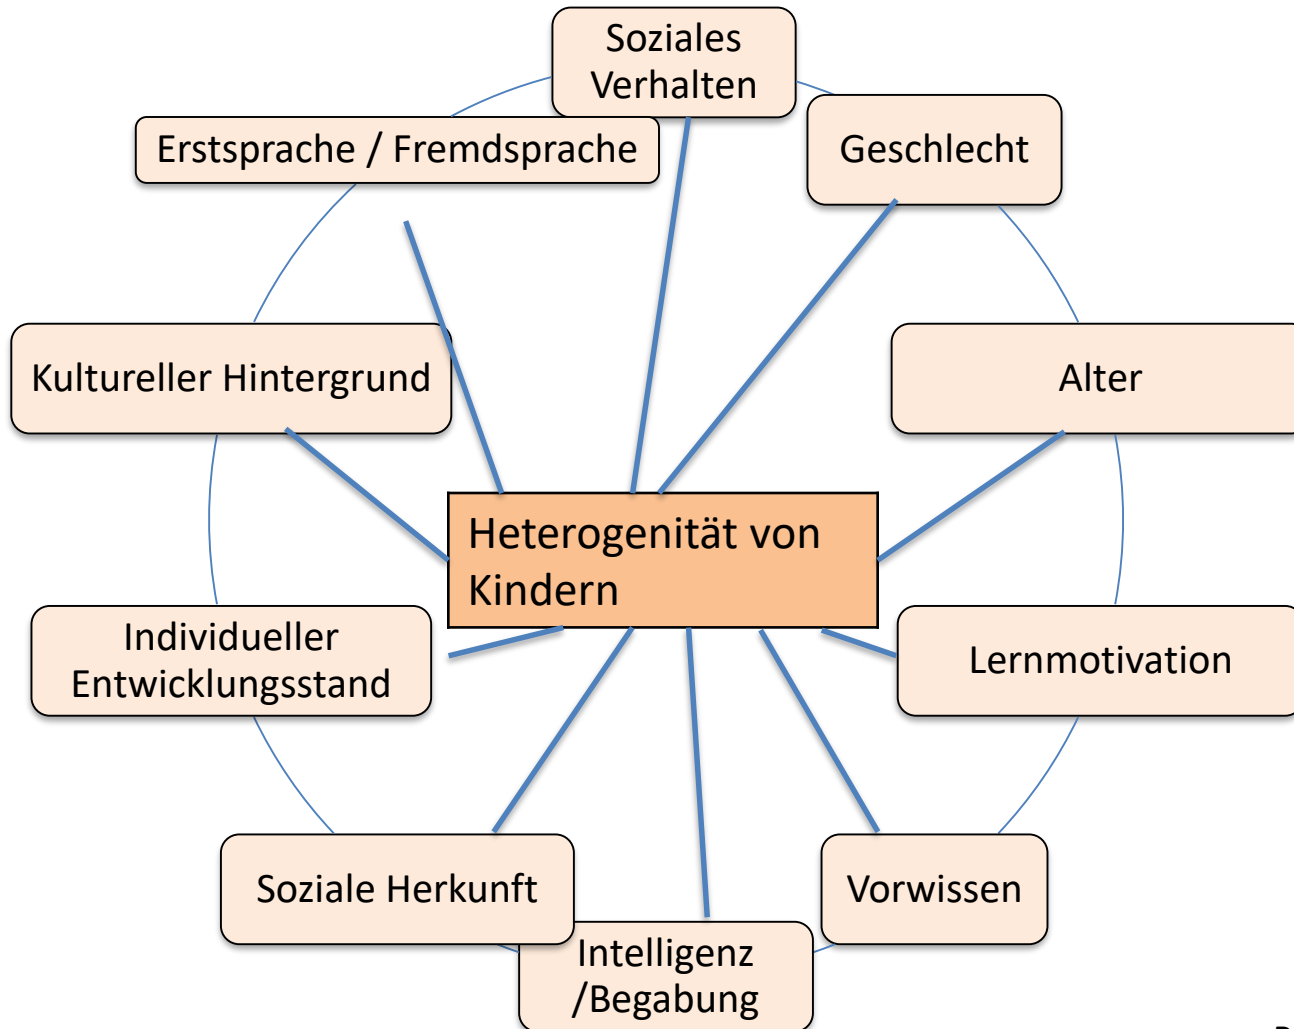 Soziales
Verhalten
Erstsprache / Fremdsprache
Geschlecht
Kultureller Hintergrund
Alter
Heterogenität von
Kindern
Individueller
Entwicklungsstand
Lernmotivation
Soziale Herkunft
Vorwissen
Intelligenz
/Begabung